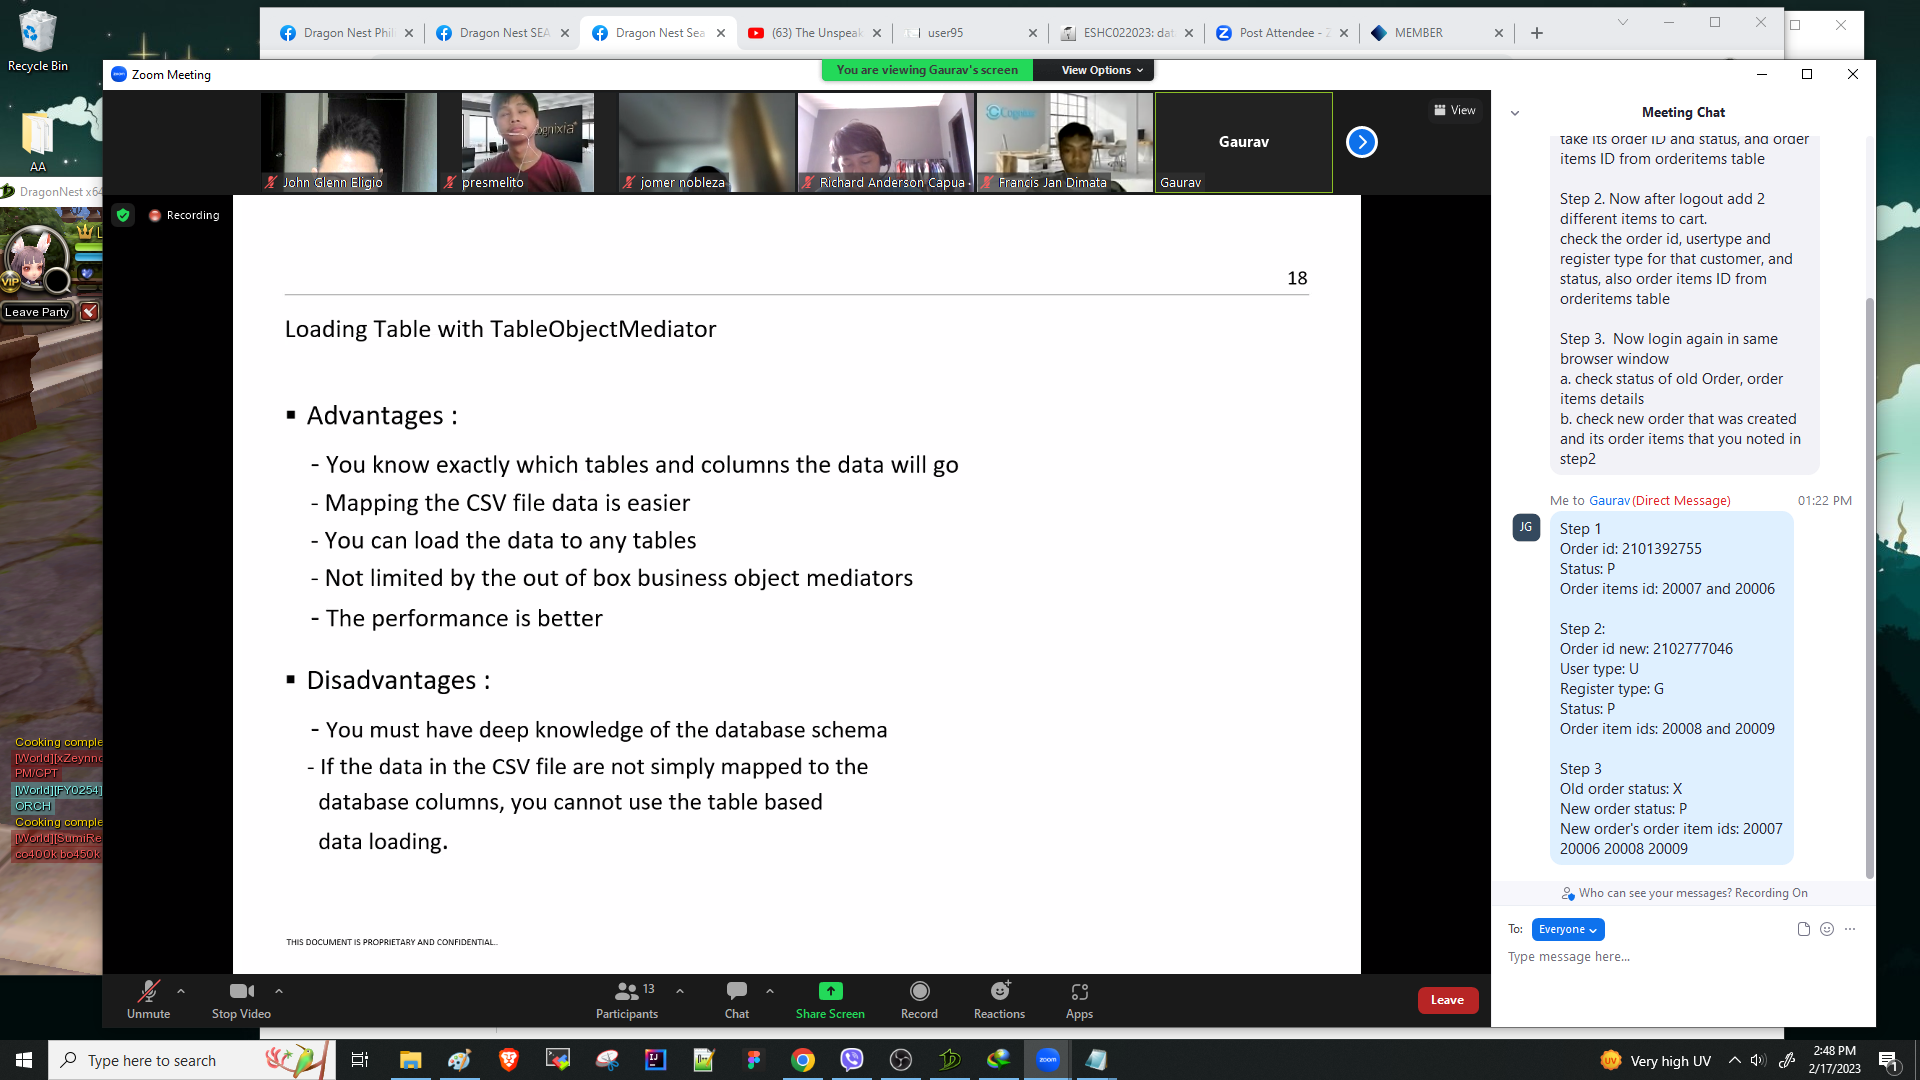 Recycle Bin
AA
DragonNest x64
VIP
Leave Party
Cooking comple
[World][xZeynno
PM/CPT
[World][FY0254]
ORCH
Cooking comple
[World][SumiRe
co400k bo450k
Dragon Nest Phil
Dragon Nest SEA
Dragon Nest Sea
(63) The Unspeak
user95
ESHC022023: dat
Post Attendee - Z
MEMBER
Zoom Meeting
You are viewing Gaurav's screen
View Options
John Glenn Eligio
presmelito
jomer nobleza
Richard Anderson Capua
Francis Jan Dimata
Gaurav
Gaurav
View
Recording
18
Loading Table with TableObjectMediator
▪ Advantages :
- You know exactly which tables and columns the data will go
- Mapping the CSV file data is easier
- You can load the data to any tables
- Not limited by the out of box business object mediators
- The performance is better
▪ Disadvantages :
- You must have deep knowledge of the database schema
- If the data in the CSV file are not simply mapped to the
database columns, you cannot use the table based
data loading.
THIS DOCUMENT IS PROPRIETARY AND CONFIDENTIAL..
Meeting Chat
take its order ID and status, and order
items ID from orderitems table
Step 2. Now after logout add 2
different items to cart.
check the order id, usertype and
register type for that customer, and
status, also order items ID from
orderitems table
Step 3.  Now login again in same
browser window
a. check status of old Order, order
items details
b. check new order that was created
and its order items that you noted in
step2
Me to Gaurav (Direct Message) 01:22 PM
JG
Step 1
Order id: 2101392755
Status: P
Order items id: 20007 and 20006
Step 2:
Order id new: 2102777046
User type: U
Register type: G
Status: P
Order item ids: 20008 and 20009
Step 3
Old order status: X
New order status: P
New order's order item ids: 20007
20006 20008 20009
Who can see your messages? Recording On
To: Everyone
Type message here...
Unmute
Stop Video
Participants 13
Chat
Share Screen
Record
Reactions
Apps
Leave
Type here to search
zoom
Very high UV
2:48 PM
2/17/2023
1